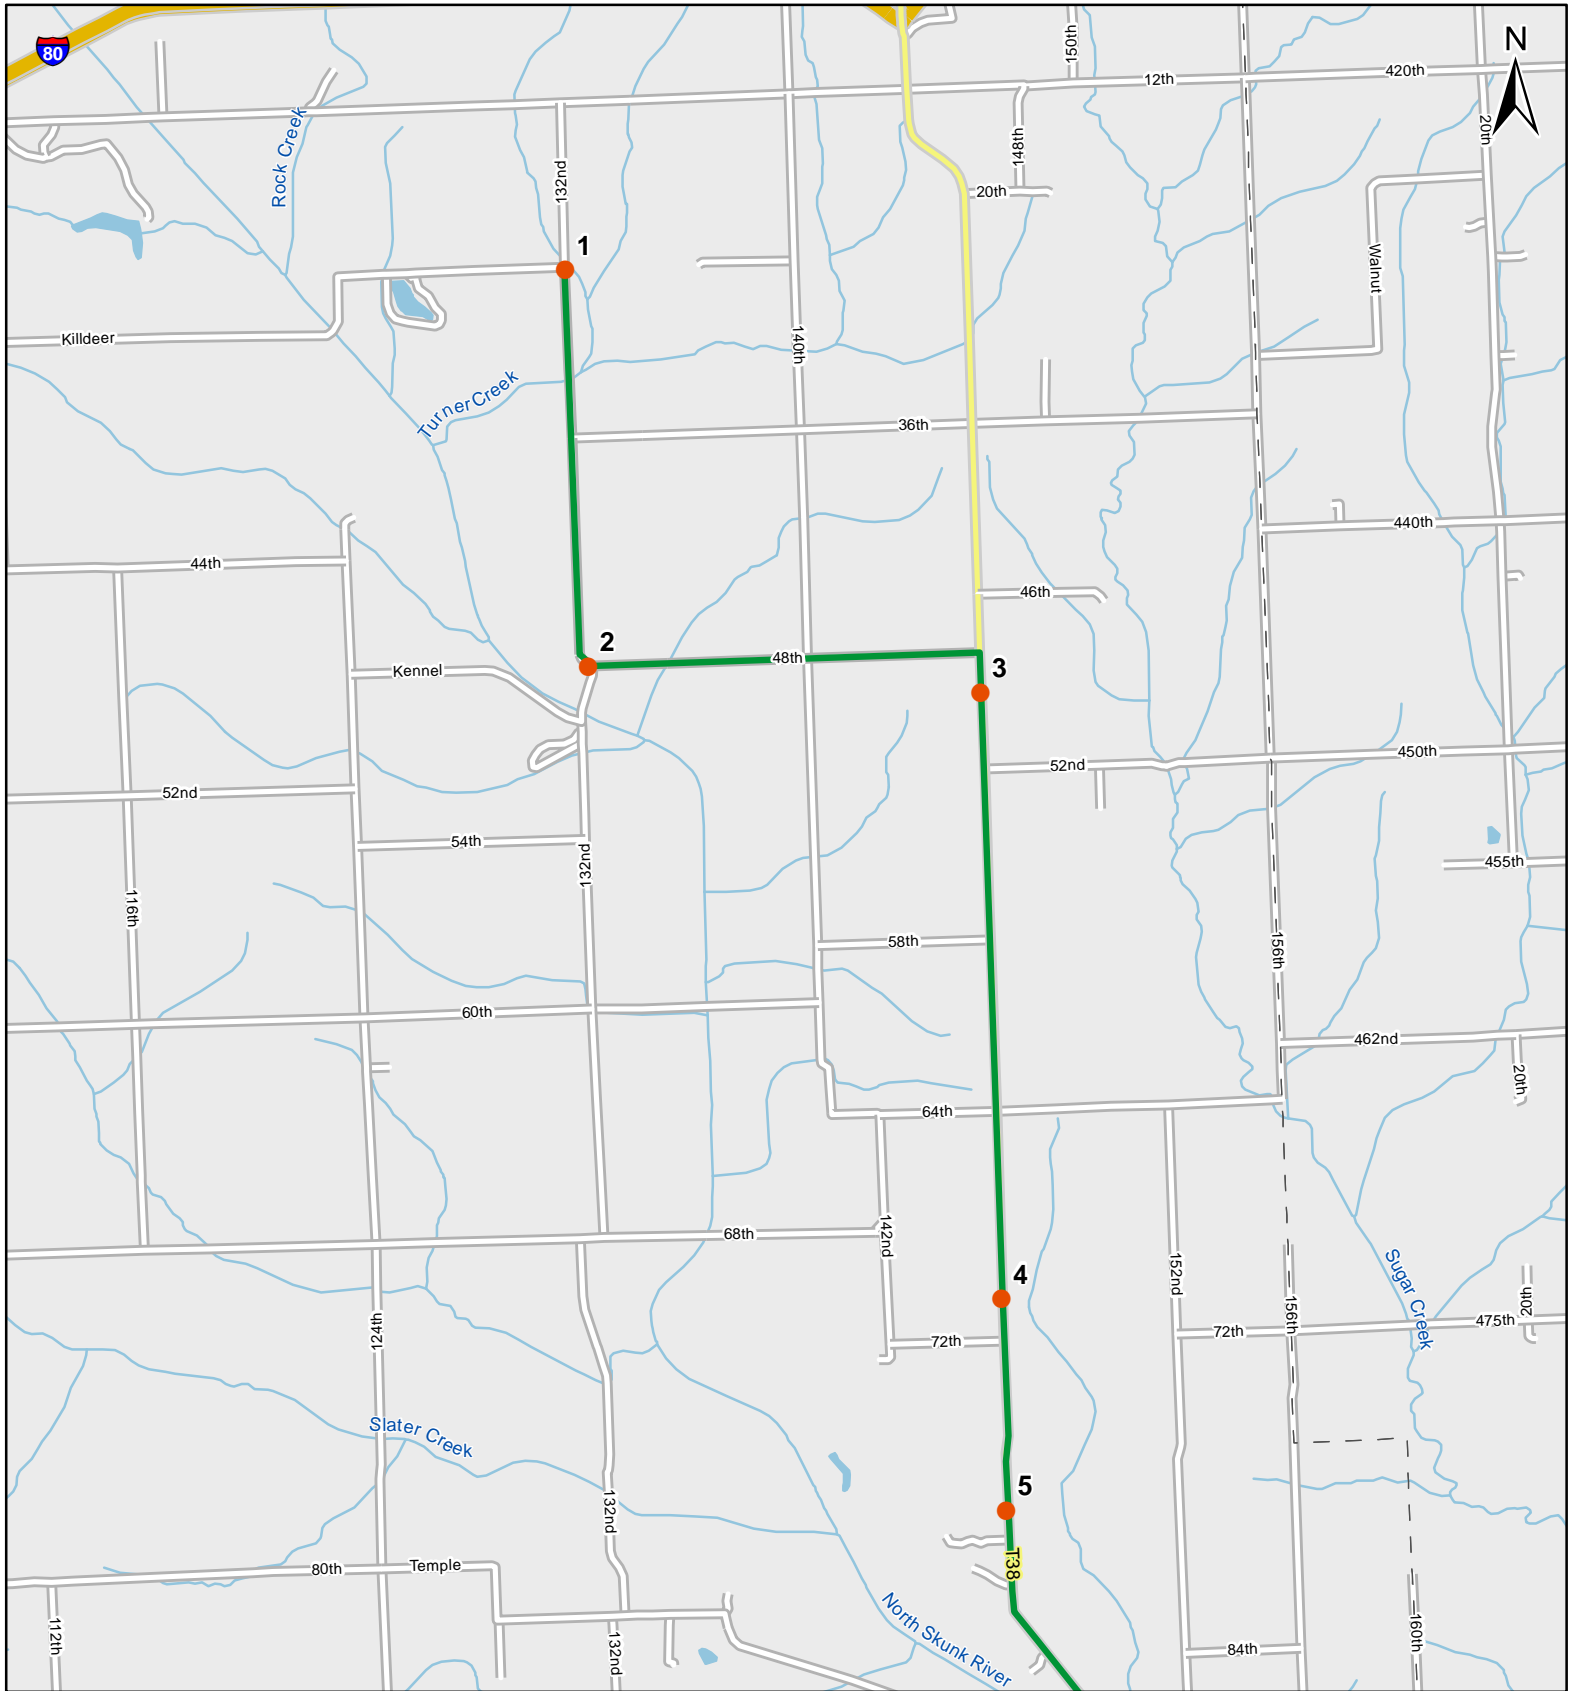 80
N
150th
12th
420th
20th
Rock Creek
132nd
148th
20th
1
Walnut
Killdeer
140th
Turner Creek
36th
440th
44th
46th
2
48th
3
Kennel
450th
52nd
52nd
54th
132nd
455th
116th
58th
156th
60th
462nd
20th
64th
68th
142nd
152nd
4
Sugar Creek
20th
156th
475th
72th
72th
124th
Slater Creek
5
132nd
T38
80th
Temple
North Skunk River
112th
132nd
160th
84th